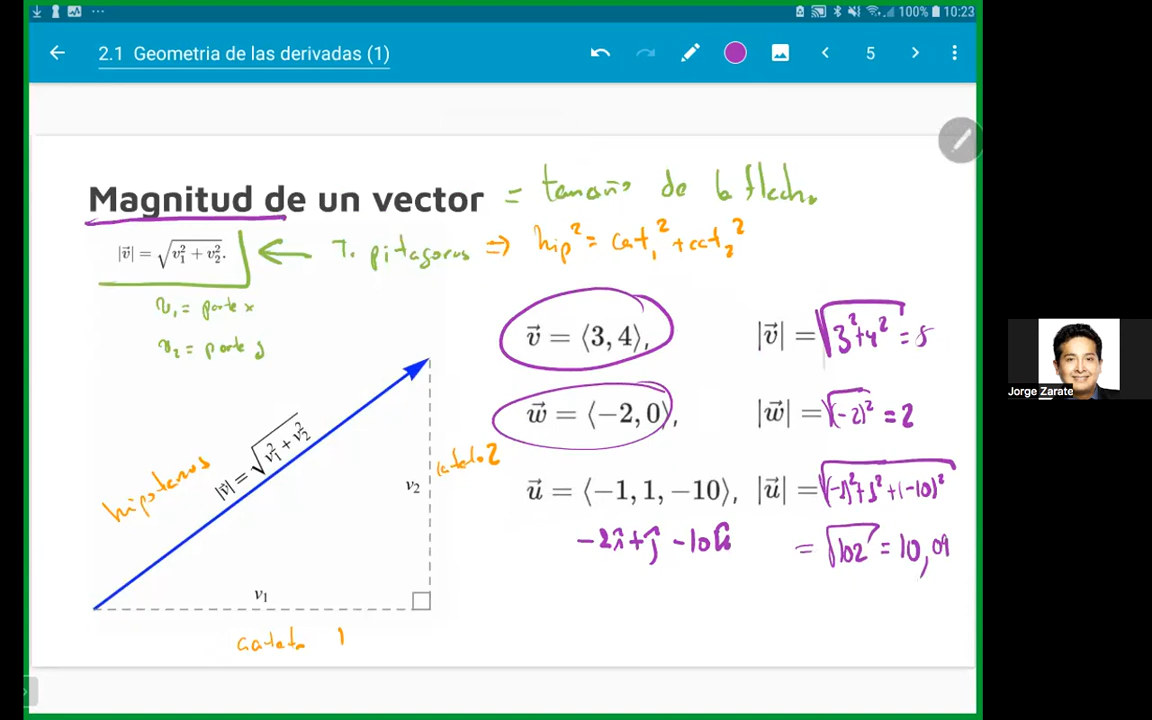 100% 10:23
2.1 Geometria de las derivadas (1)
5
Magnitud de un vector = tamaño de la flecha
|v⃗| = √v₁² + v₂². ← T. pitagoras ⇒ hip² = cat₁² + cat₂²
v₁ = parte x
v₂ = parte y
v⃗ = ⟨3, 4⟩, |v⃗| = √3²+4² = 5
w⃗ = ⟨−2, 0⟩, |w⃗| = √(-2)² = 2
u⃗ = ⟨−1, 1, −10⟩, |u⃗| = √(-1)²+1²+(-10)²
-2î+ĵ-10k̂ = √102 = 10,09
hipotenusa
|v⃗| = √v₁² + v₂²
cateto 2
v₂
v₁
cateto 1
Jorge Zarate